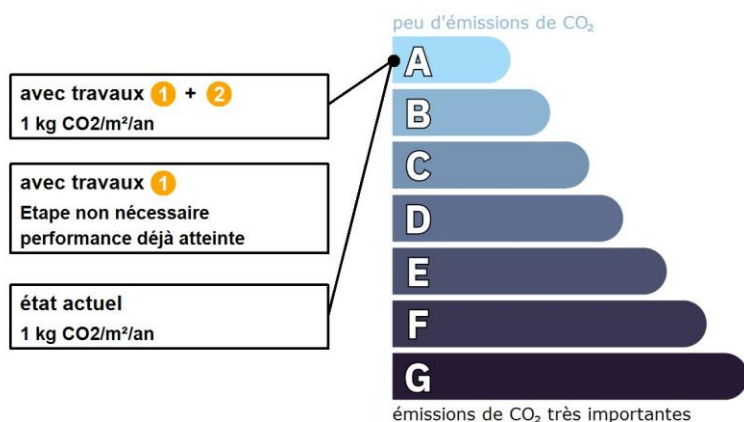 peu d'émissions de CO₂
avec travaux 1 + 2
1 kg CO2/m²/an
avec travaux 1
Etape non nécessaire
performance déjà atteinte
état actuel
1 kg CO2/m²/an
A
B
C
D
E
F
G
émissions de CO₂ très importantes